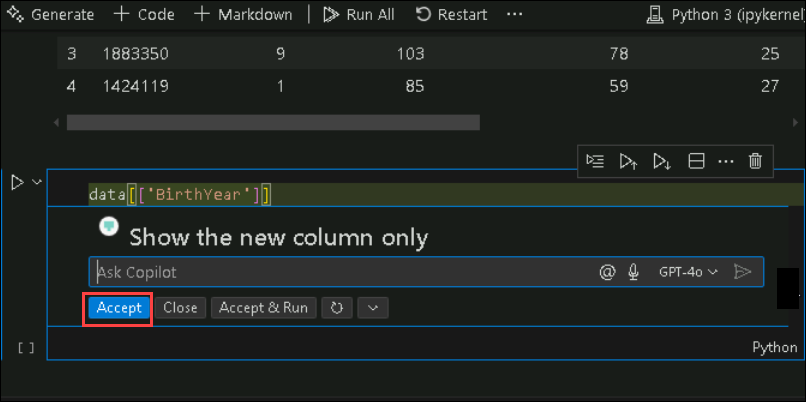 Generate + Code + Markdown | Run All Restart ... Python 3 (ipykernel)
3 1883350 9 103 78 25
4 1424119 1 85 59 27
...
data[['BirthYear']]
Show the new column only
Ask Copilot @ GPT-4o
Accept Close Accept & Run
[ ] Python